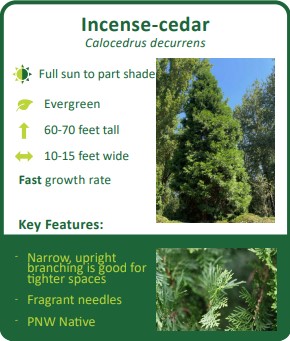 Incense-cedar
Calocedrus decurrens
Full sun to part shade
Evergreen
60-70 feet tall
10-15 feet wide
Fast growth rate
Key Features:
- Narrow, upright
branching is good for
tighter spaces
- Fragrant needles
- PNW Native